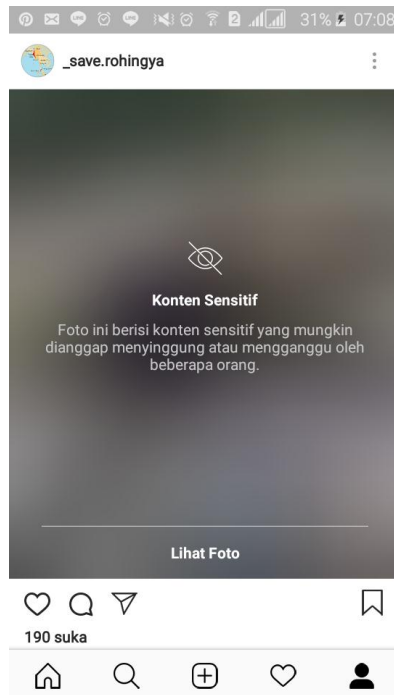 2 31% 07:08
_save.rohingya
Konten Sensitif
Foto ini berisi konten sensitif yang mungkin
dianggap menyinggung atau mengganggu oleh
beberapa orang.
Lihat Foto
190 suka